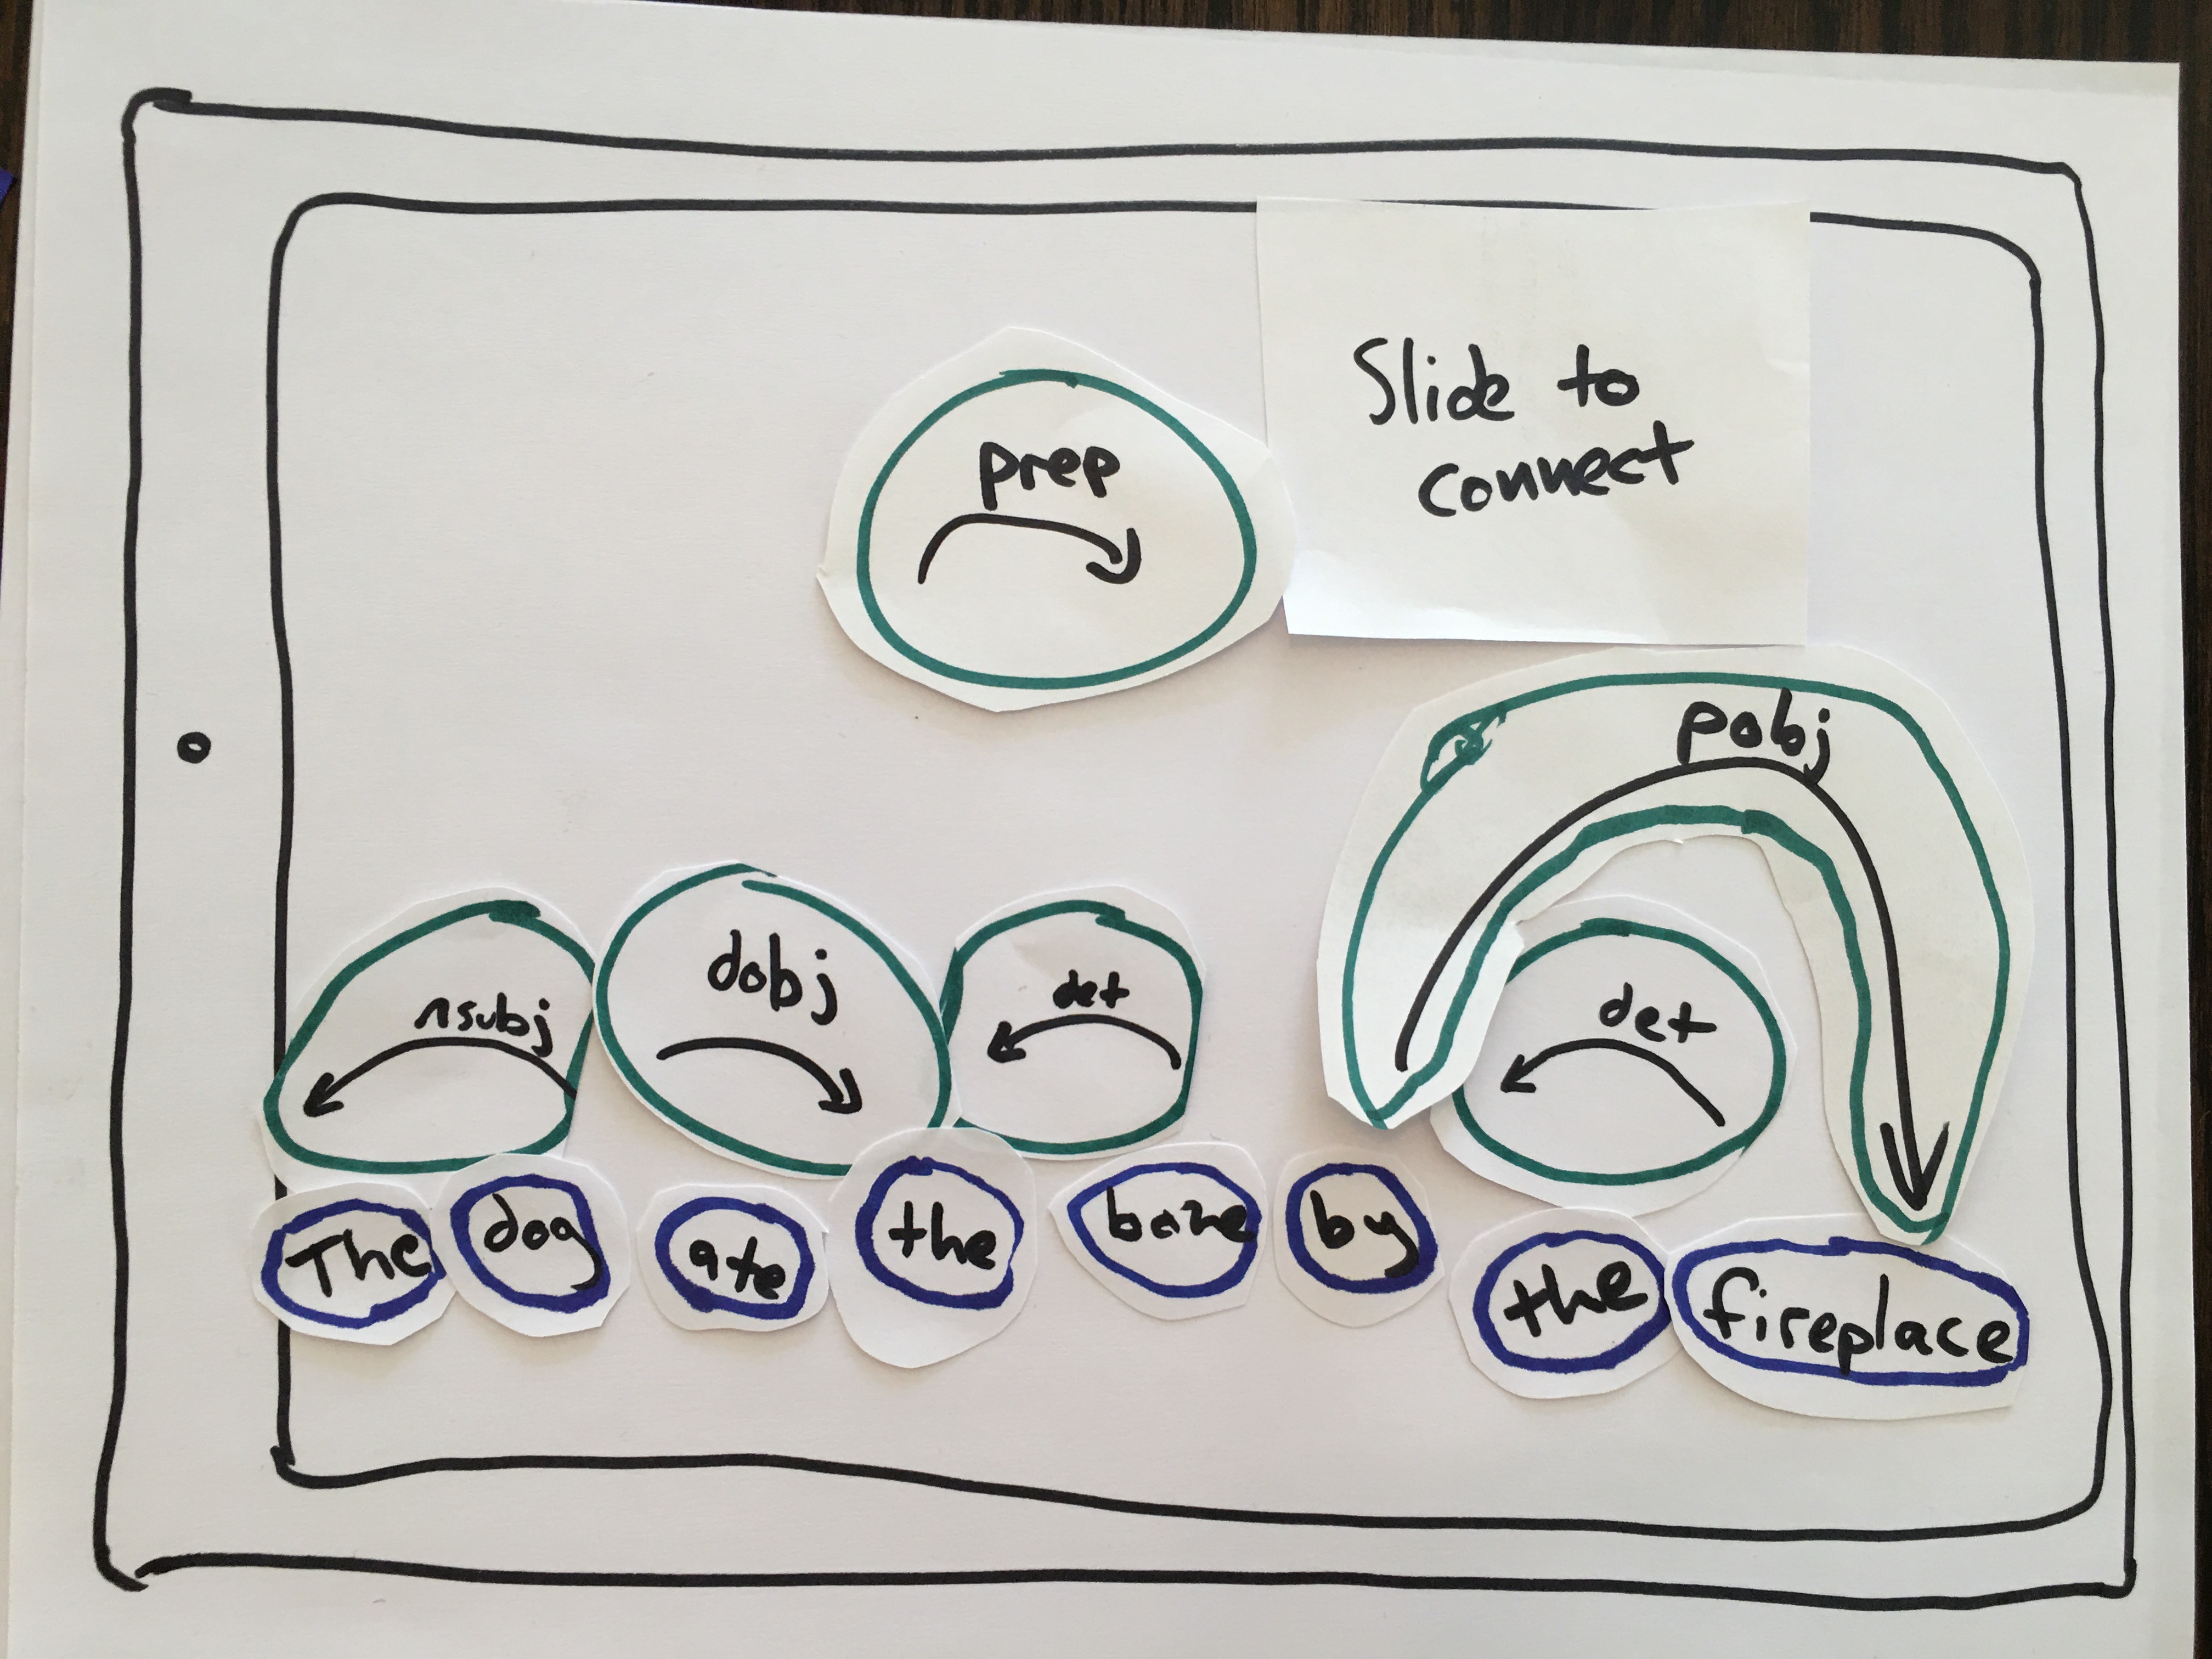 prep
Slide to
connect
pobj
nsubj
dobj
det
det
The dog ate the bone by the fireplace